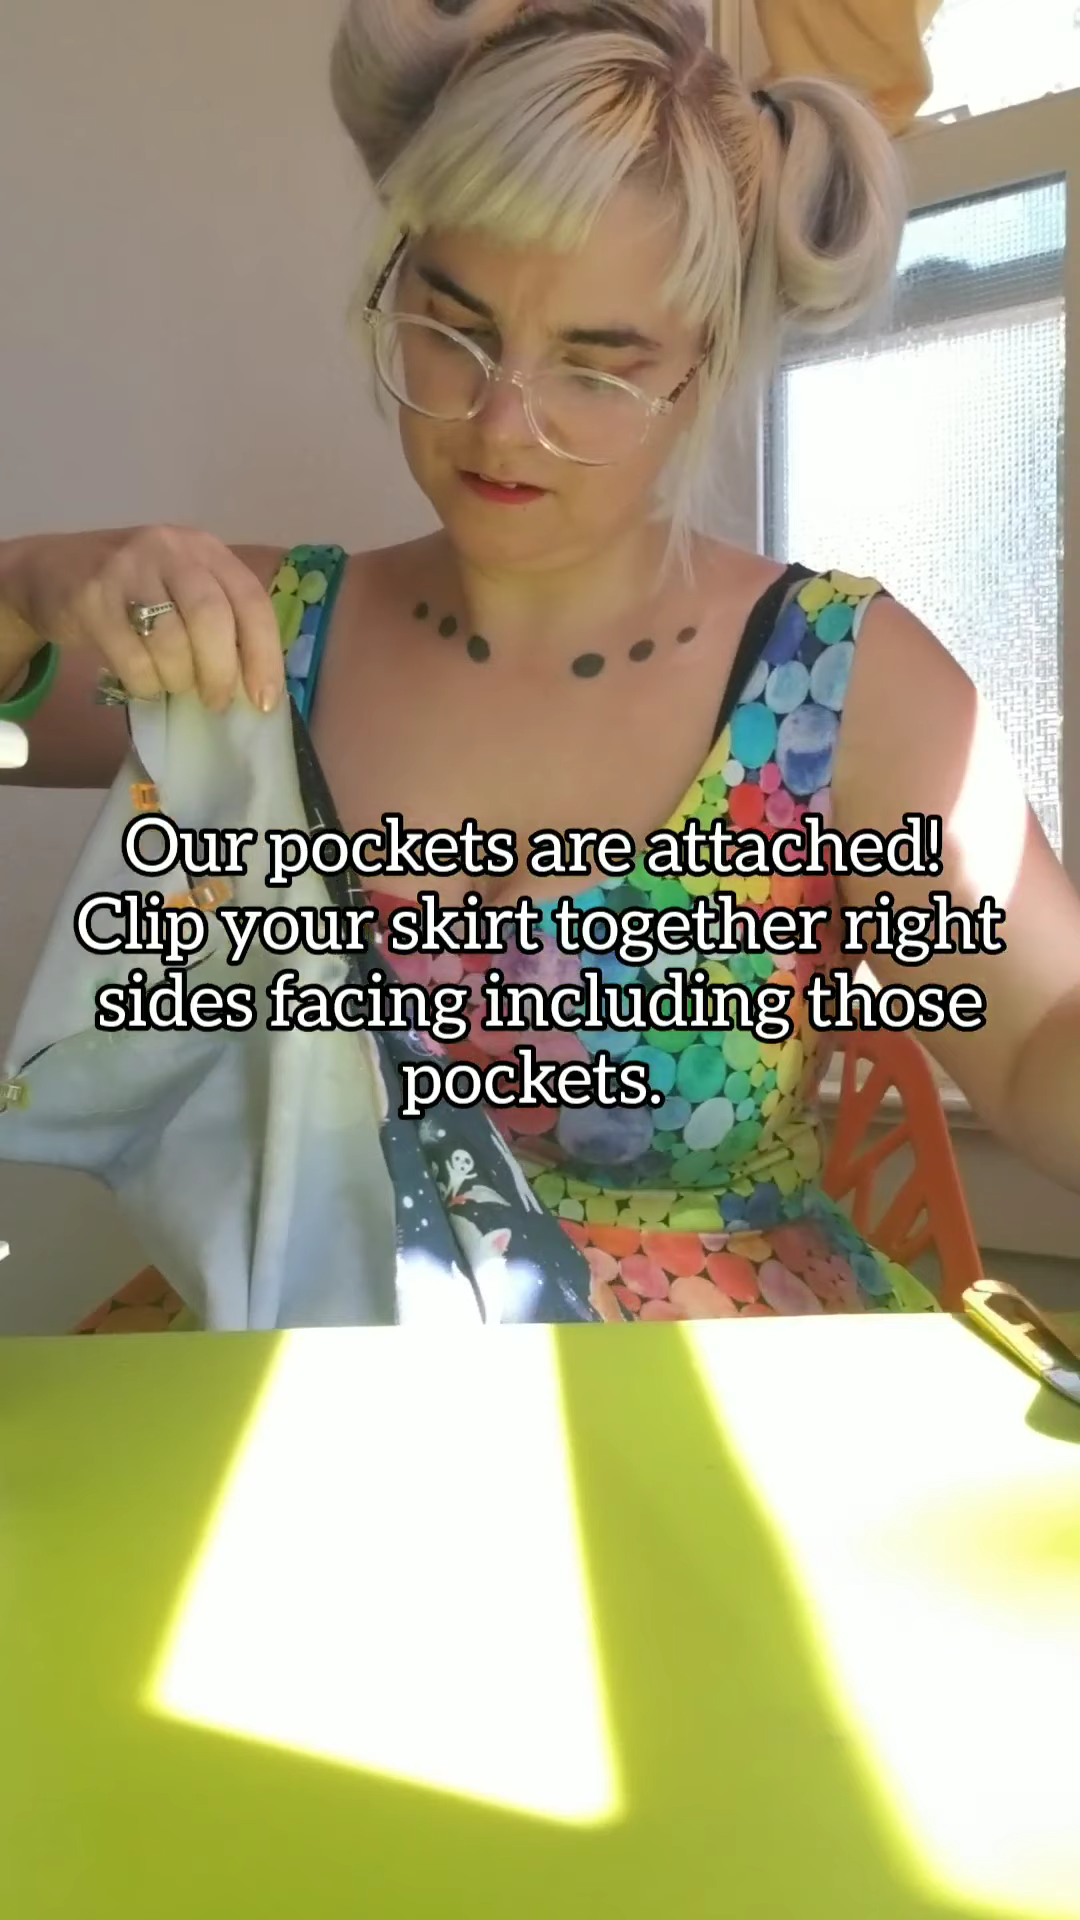 Our pockets are attached!
Clip your skirt together right
sides facing including those
pockets.